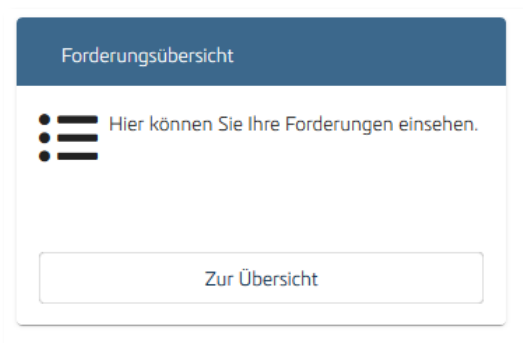 Forderungsübersicht
Hier können Sie Ihre Forderungen einsehen.
Zur Übersicht